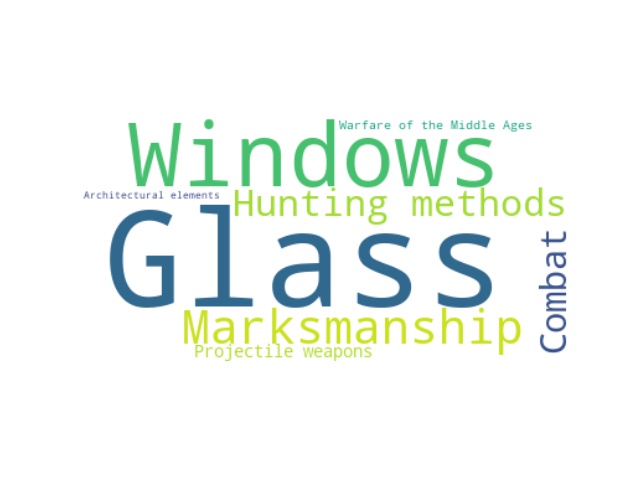 Warfare of the Middle Ages
Windows
Architectural elements
Hunting methods
Glass
Combat
Marksmanship
Projectile weapons